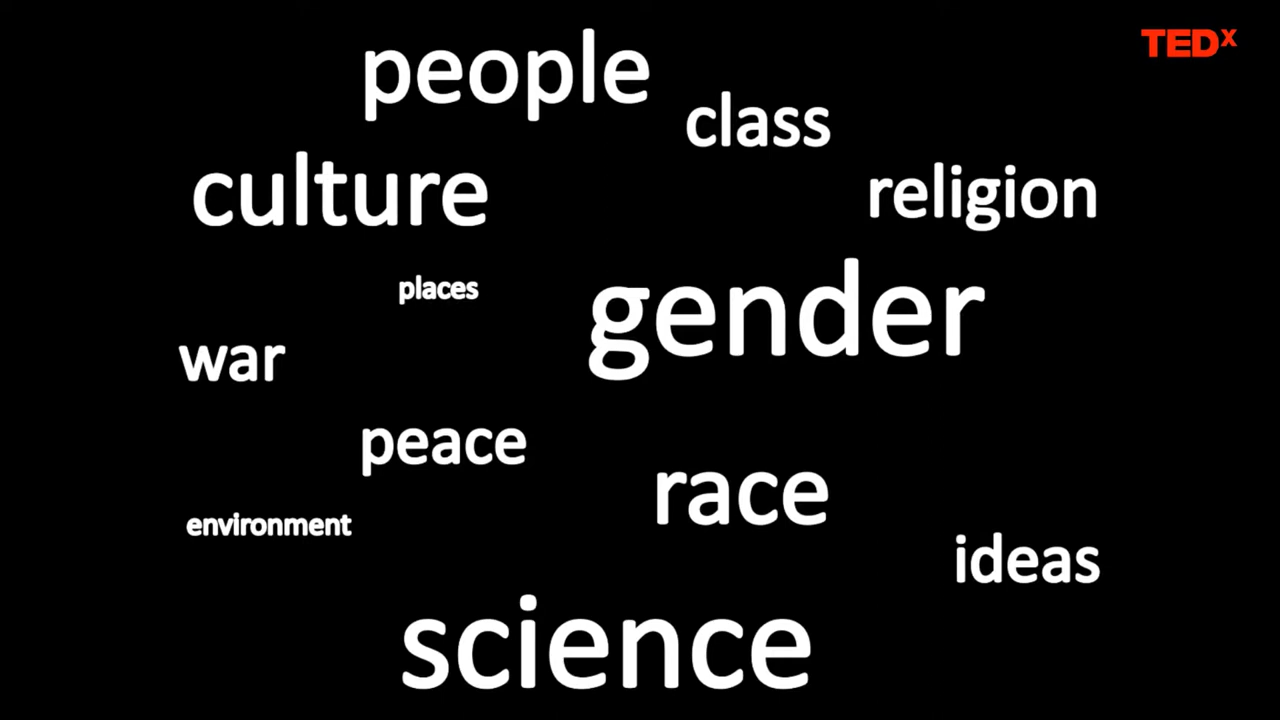 people
TEDx
class
culture
religion
places
gender
war
peace
race
environment
ideas
science